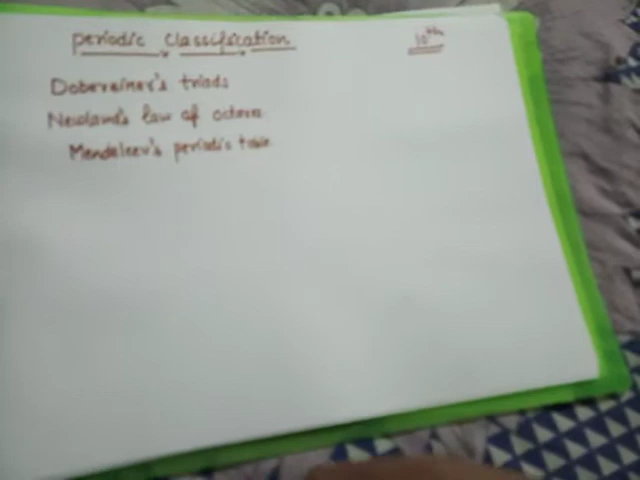 Periodic Classification
10th
Dobereiner's triads
Newland's law of octaves
Mendeleev's periodic table